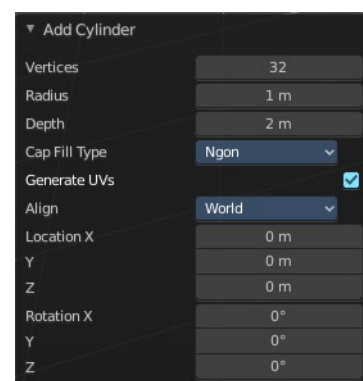 Add Cylinder
Vertices 32
Radius 1 m
Depth 2 m
Cap Fill Type Ngon
Generate UVs
Align World
Location X 0 m
Y 0 m
Z 0 m
Rotation X 0°
Y 0°
Z 0°